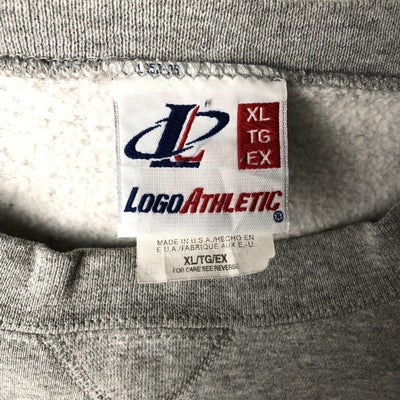 XL
TG
EX
LOGOATHLETIC®
MADE IN U.S.A./HECHO EN
E.U.A./FABRIQUE AUX E.-U.
XL/TG/EX
FOR CARE SEE REVERSE